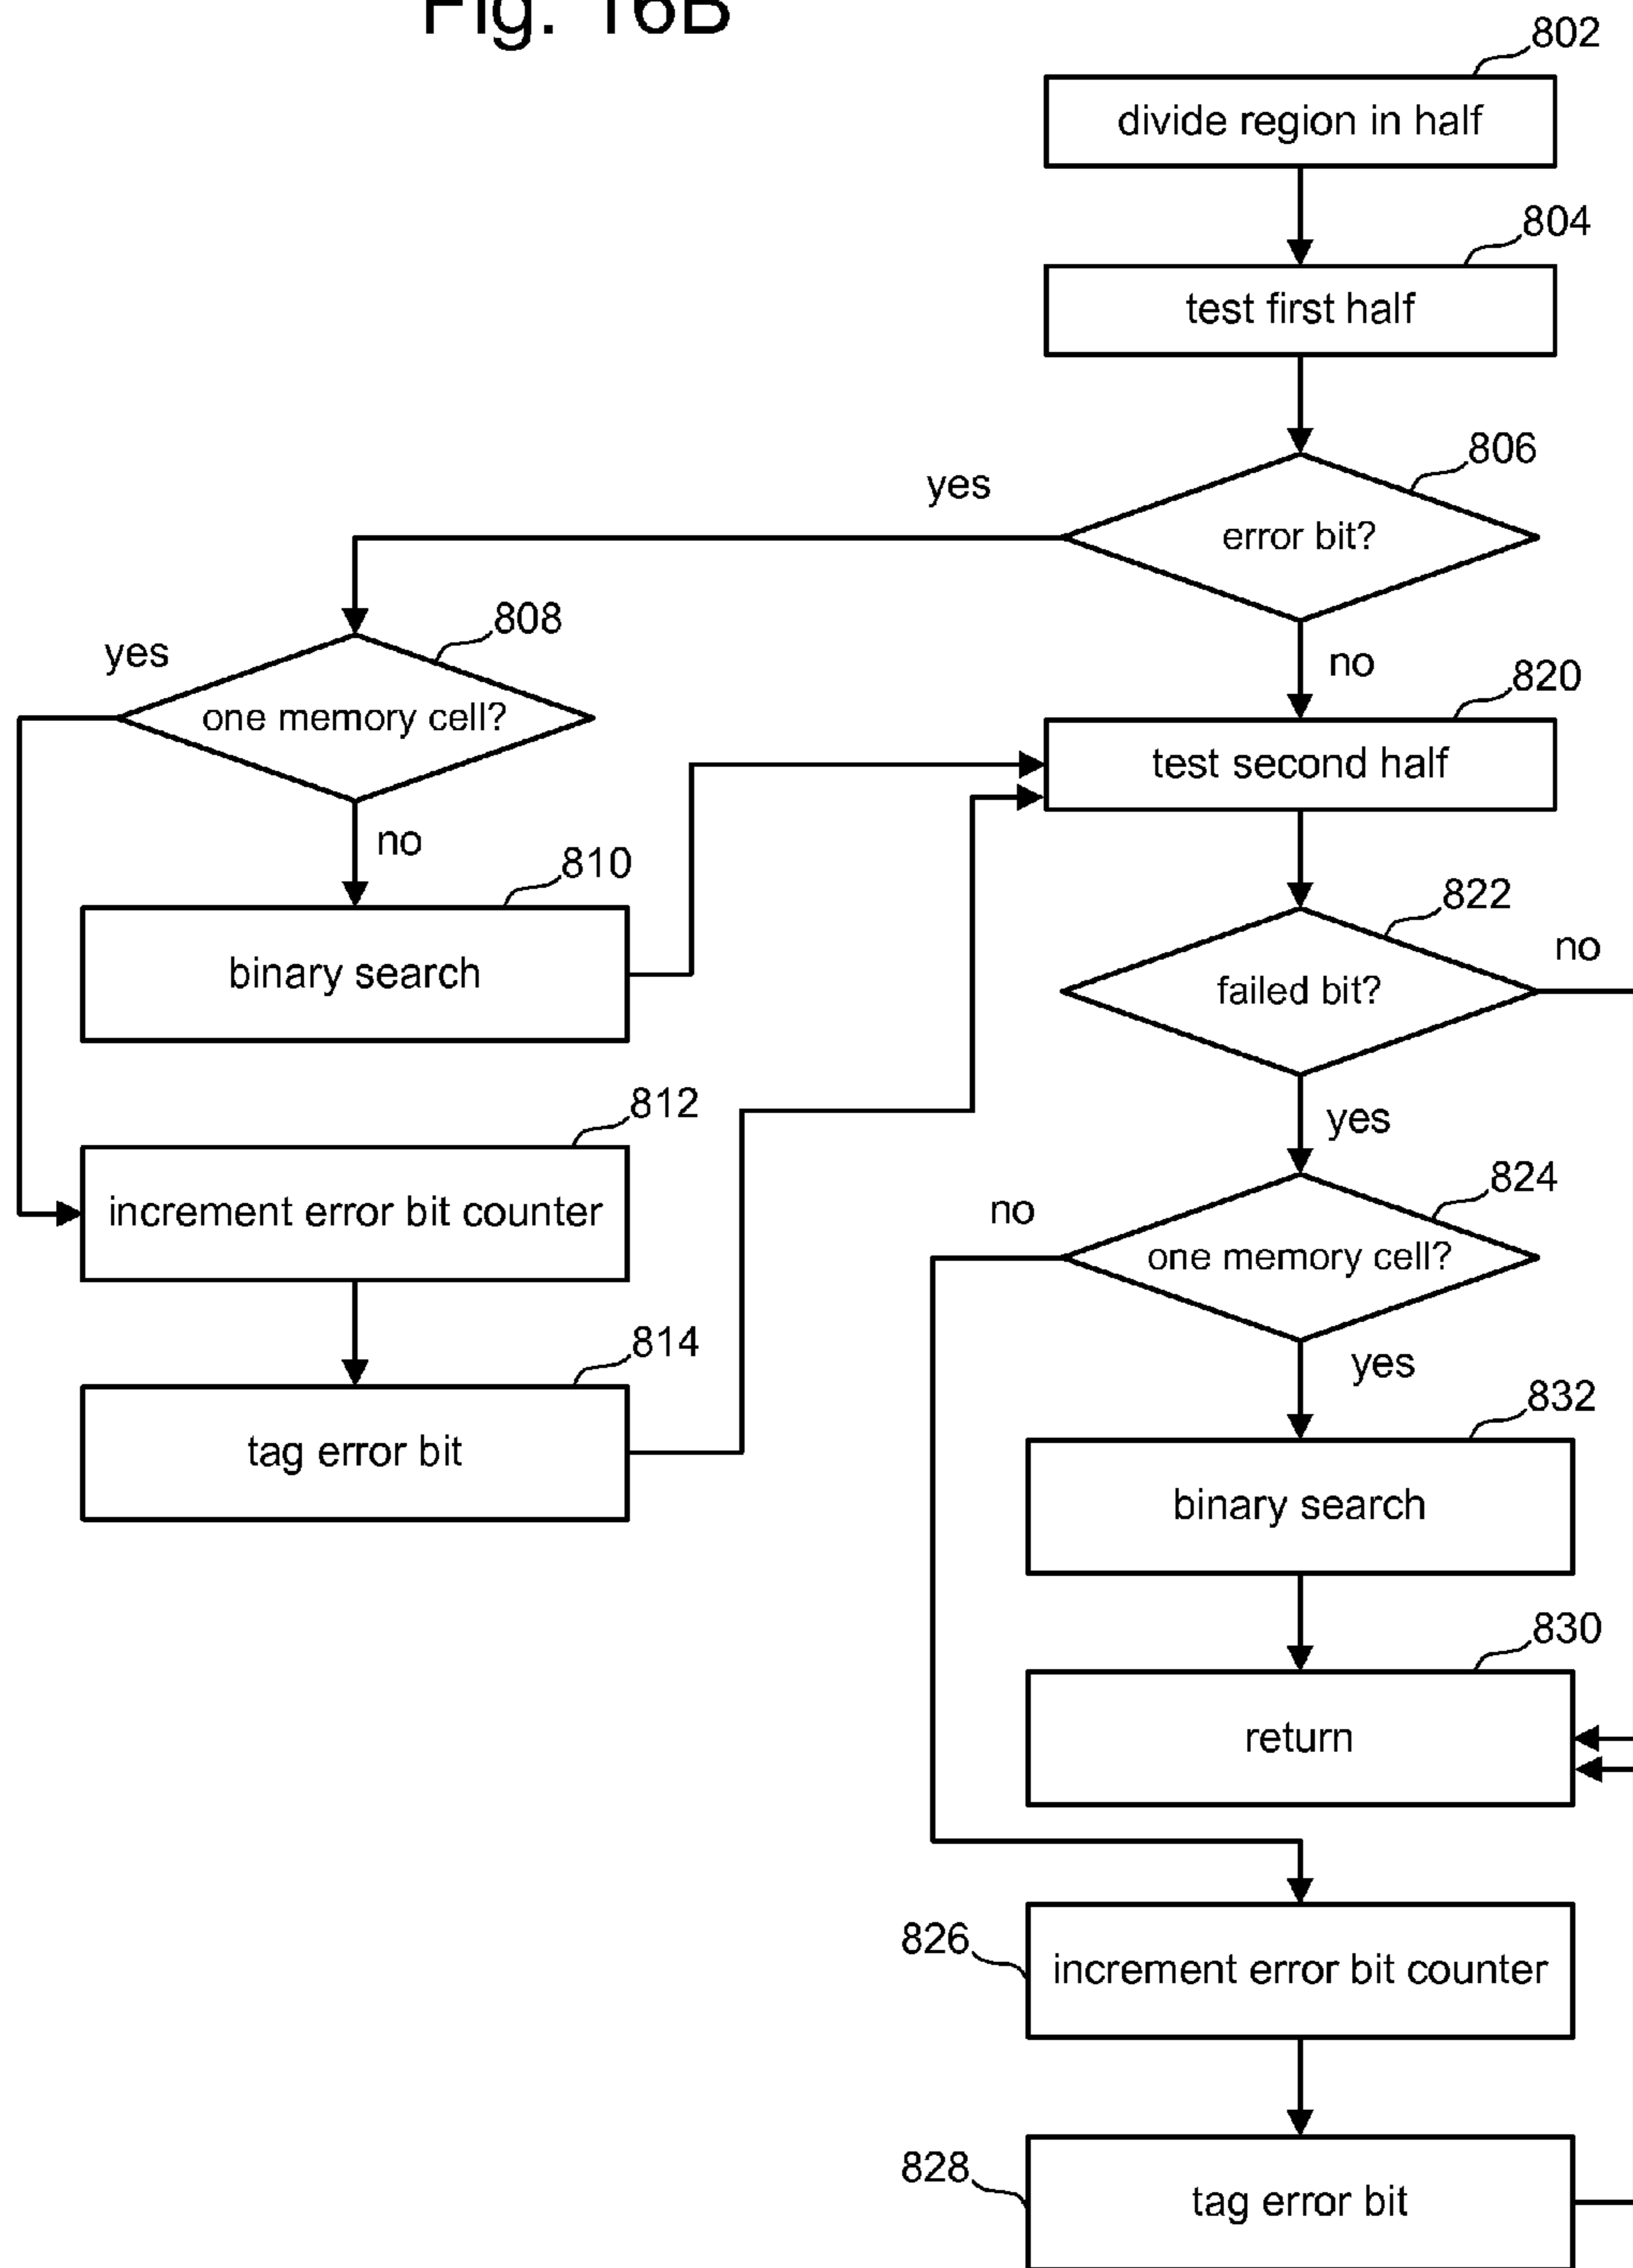 Fig. 16B
802
divide region in half
804
test first half
806
yes
error bit?
808
yes
no
820
one memory cell?
test second half
no
810
822
no
binary search
failed bit?
812
yes
824
no
increment error bit counter
one memory cell?
814
yes
832
tag error bit
binary search
830
return
826
increment error bit counter
828
tag error bit